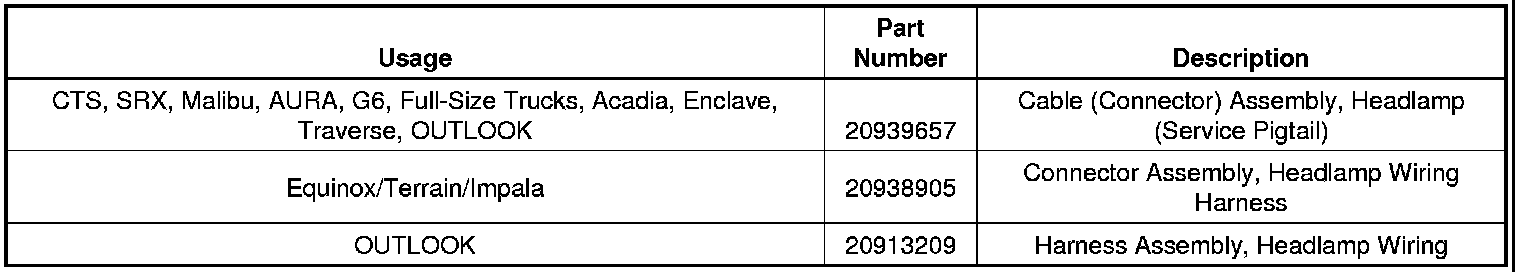 Usage
Part
Number
Description
CTS, SRX, Malibu, AURA, G6, Full-Size Trucks, Acadia, Enclave,
Traverse, OUTLOOK
20939657
Cable (Connector) Assembly, Headlamp
(Service Pigtail)
Equinox/Terrain/Impala
20938905
Connector Assembly, Headlamp Wiring
Harness
OUTLOOK
20913209
Harness Assembly, Headlamp Wiring